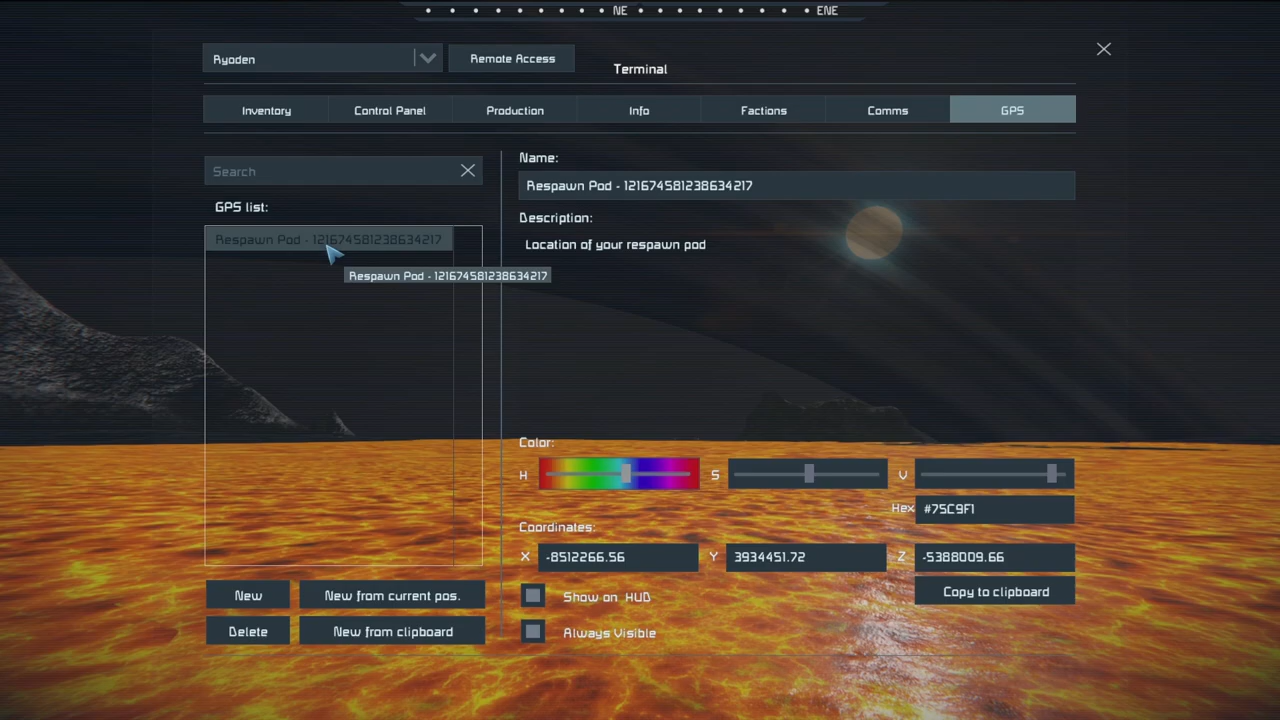 NE ENE
Ryaden Remote Access
Terminal
Inventory Control Panel Production Info Factions Comms GPS
Search
GPS list:
Respawn Pod - 121674581238634217
Respawn Pod - 121674581238634217
Name:
Respawn Pod - 121674581238634217
Description:
Location of your respawn pod
Color:
H S V
Hex #75C9F1
Coordinates:
X -8512266.56 Y 3934451.72 Z -5388009.66
Copy to clipboard
Show on HUD
Always Visible
New New from current pos.
Delete New from clipboard